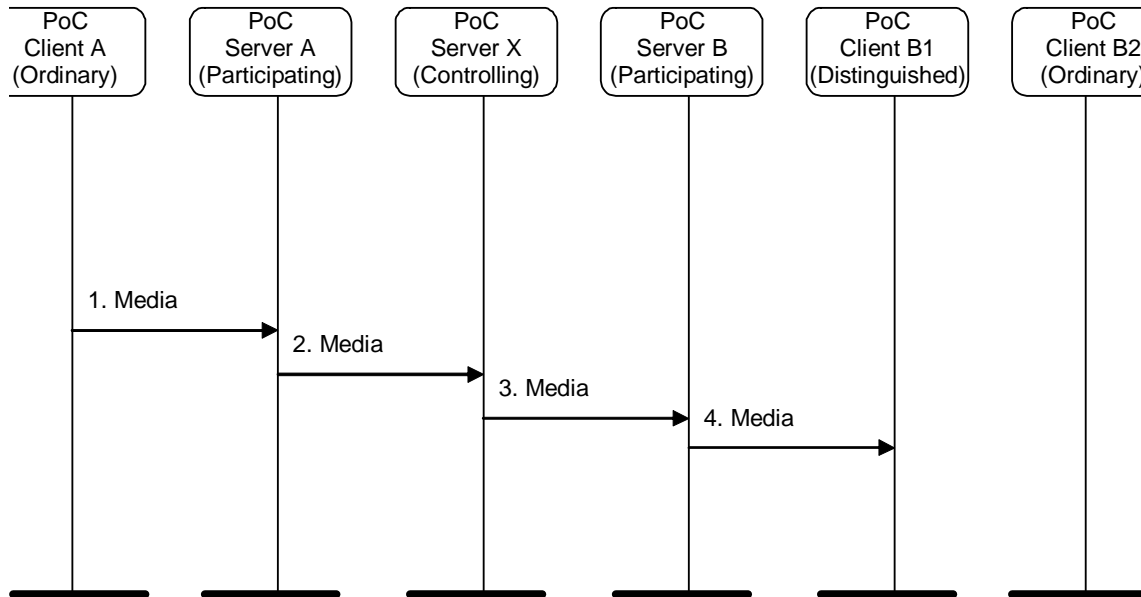 PoC
Client A
(Ordinary)
PoC
Server A
(Participating)
PoC
Server X
(Controlling)
PoC
Server B
(Participating)
PoC
Client B1
(Distinguished)
PoC
Client B2
(Ordinary)
1. Media
2. Media
3. Media
4. Media